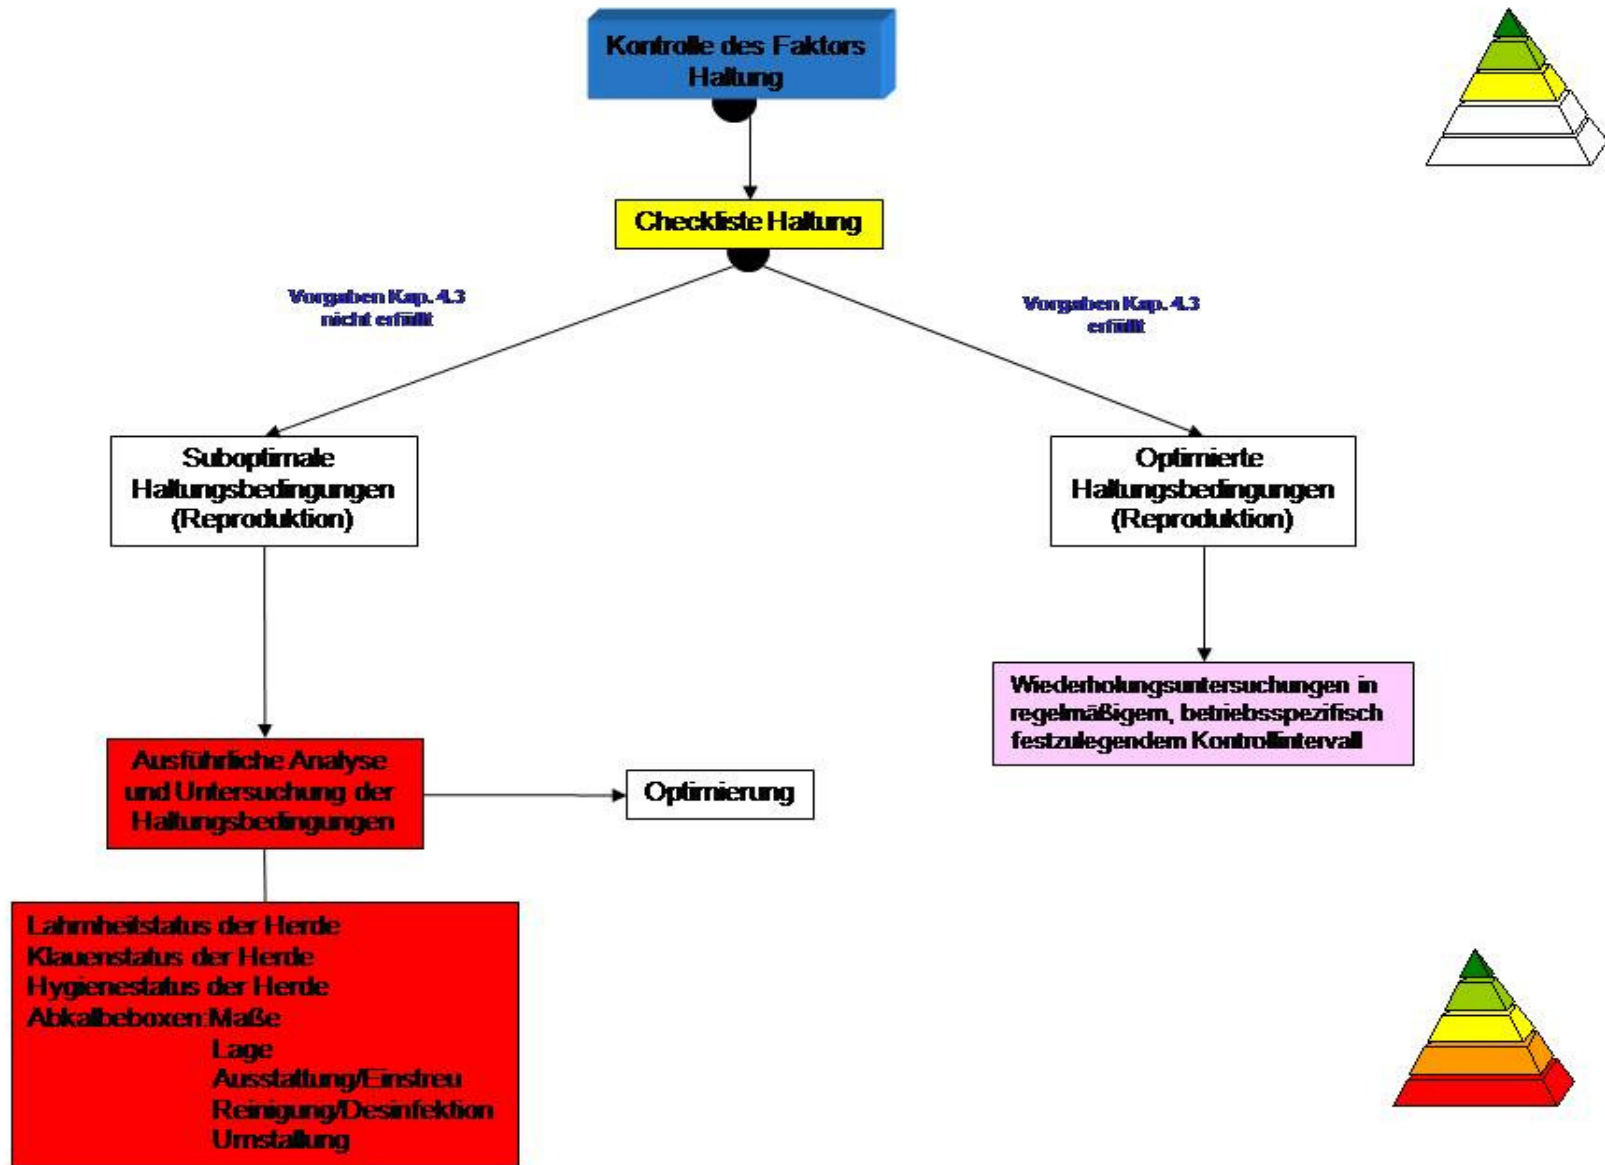 Kontrolle des Faktors
Haltung
Checkliste Haltung
Vorgaben Kap. 4.3
nicht erfüllt
Vorgaben Kap. 4.3
erfüllt
Suboptimale
Haltungsbedingungen
(Reproduktion)
Optimierte
Haltungsbedingungen
(Reproduktion)
Wiederholungsuntersuchungen in
regelmäßigem, betriebsspezifisch
festzulegendem Kontrollintervall
Ausführliche Analyse
und Untersuchung der
Haltungsbedingungen
Optimierung
Lahmheitstatus der Herde
Klauenstatus der Herde
Hygienestatus der Herde
Abkalbeboxen:Maße
Lage
Ausstattung/Einstreu
Reinigung/Desinfektion
Umstallung